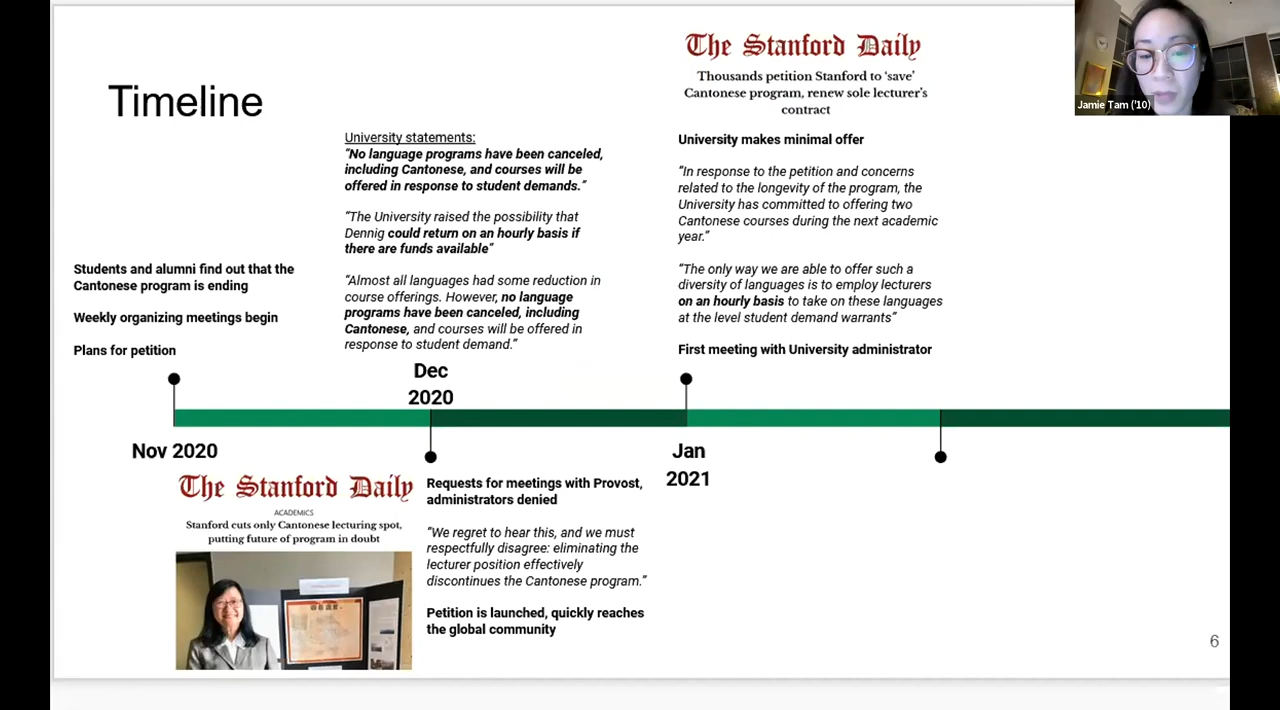 Timeline
The Stanford Daily
Thousands petition Stanford to ‘save’
Cantonese program, renew sole lecturer’s
contract
Jamie Tam ('10)
Students and alumni find out that the
Cantonese program is ending
Weekly organizing meetings begin
Plans for petition
University statements:
“No language programs have been canceled,
including Cantonese, and courses will be
offered in response to student demands.”
“The University raised the possibility that
Dennig could return on an hourly basis if
there are funds available”
“Almost all languages had some reduction in
course offerings. However, no language
programs have been canceled, including
Cantonese, and courses will be offered in
response to student demand.”
University makes minimal offer
“In response to the petition and concerns
related to the longevity of the program, the
University has committed to offering two
Cantonese courses during the next academic
year.”
“The only way we are able to offer such a
diversity of languages is to employ lecturers
on an hourly basis to take on these languages
at the level student demand warrants”
First meeting with University administrator
Nov 2020
Dec
2020
Jan
2021
The Stanford Daily
ACADEMICS
Stanford cuts only Cantonese lecturing spot,
putting future of program in doubt
Requests for meetings with Provost,
administrators denied
“We regret to hear this, and we must
respectfully disagree: eliminating the
lecturer position effectively
discontinues the Cantonese program.”
Petition is launched, quickly reaches
the global community
6